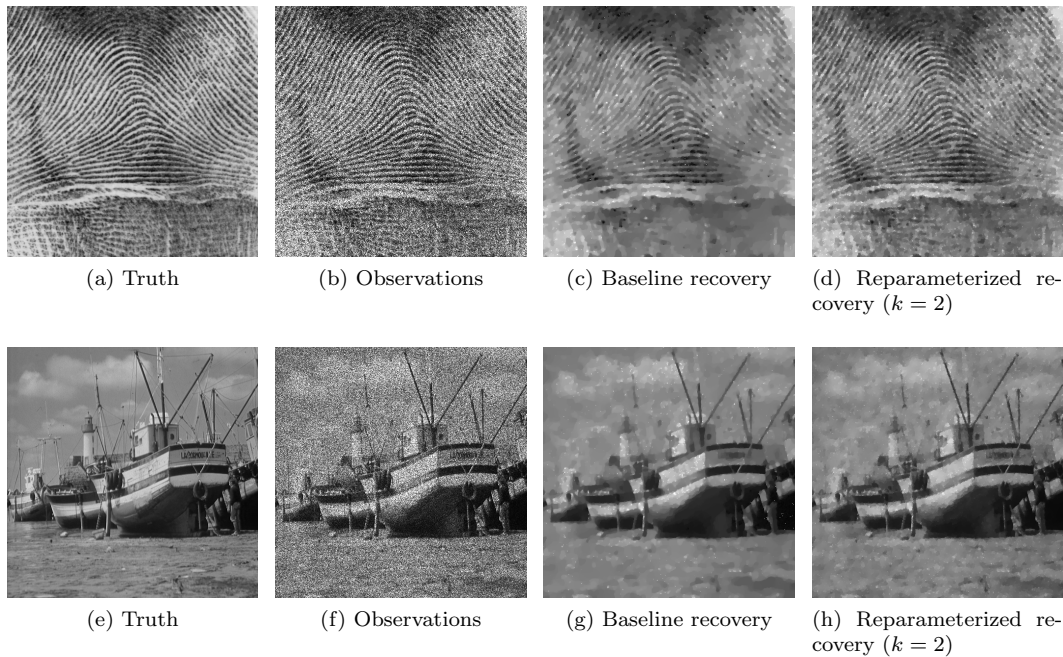 (a) Truth
(b) Observations
(c) Baseline recovery
(d) Reparameterized re-
covery (k = 2)
(e) Truth
(f) Observations
(g) Baseline recovery
(h) Reparameterized re-
covery (k = 2)